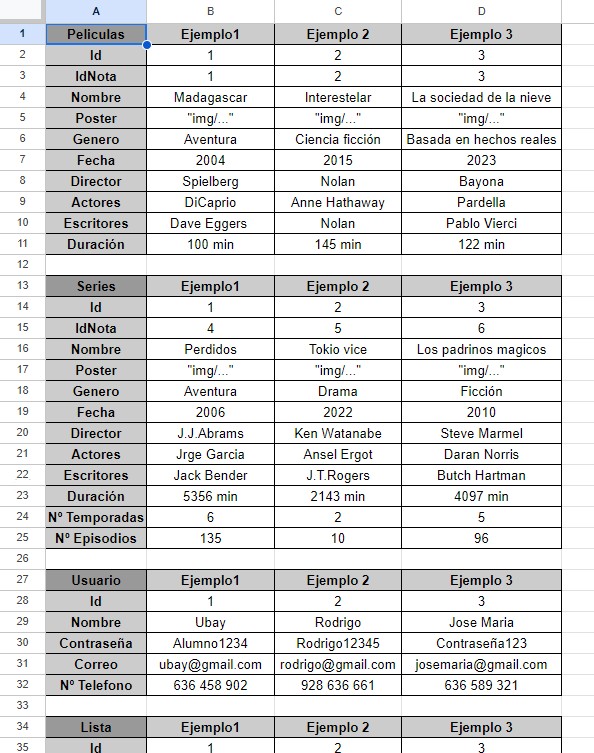 A B C D
1 Peliculas Ejemplo1 Ejemplo 2 Ejemplo 3
2 Id 1 2 3
3 IdNota 1 2 3
4 Nombre Madagascar Interestelar La sociedad de la nieve
5 Poster "img/..." "img/..." "img/..."
6 Genero Aventura Ciencia ficción Basada en hechos reales
7 Fecha 2004 2015 2023
8 Director Spielberg Nolan Bayona
9 Actores DiCaprio Anne Hathaway Pardella
10 Escritores Dave Eggers Nolan Pablo Vierci
11 Duración 100 min 145 min 122 min
12
13 Series Ejemplo1 Ejemplo 2 Ejemplo 3
14 Id 1 2 3
15 IdNota 4 5 6
16 Nombre Perdidos Tokio vice Los padrinos magicos
17 Poster "img/..." "img/..." "img/..."
18 Genero Aventura Drama Ficción
19 Fecha 2006 2022 2010
20 Director J.J.Abrams Ken Watanabe Steve Marmel
21 Actores Jrge Garcia Ansel Ergot Daran Norris
22 Escritores Jack Bender J.T.Rogers Butch Hartman
23 Duración 5356 min 2143 min 4097 min
24 Nº Temporadas 6 2 5
25 Nº Episodios 135 10 96
26
27 Usuario Ejemplo1 Ejemplo 2 Ejemplo 3
28 Id 1 2 3
29 Nombre Ubay Rodrigo Jose Maria
30 Contraseña Alumno1234 Rodrigo12345 Contraseña123
31 Correo ubay@gmail.com rodrigo@gmail.com josemaria@gmail.com
32 Nº Telefono 636 458 902 928 636 661 636 589 321
33
34 Lista Ejemplo1 Ejemplo 2 Ejemplo 3
35 Id 1 2 3